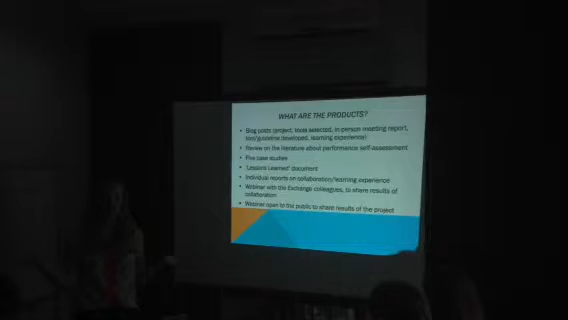 WHAT ARE THE PRODUCTS?
• Blog posts (project, tools selected, in-person meeting report,
tool/guideline developed, learning experience)
• Review on the literature about performance self-assessment
• Five case studies
• 'Lessons Learned' document
• Individual reports on collaboration/learning experience
• Webinar with the Exchange colleagues, to share results of
collaboration
• Webinar open to the public to share results of the project